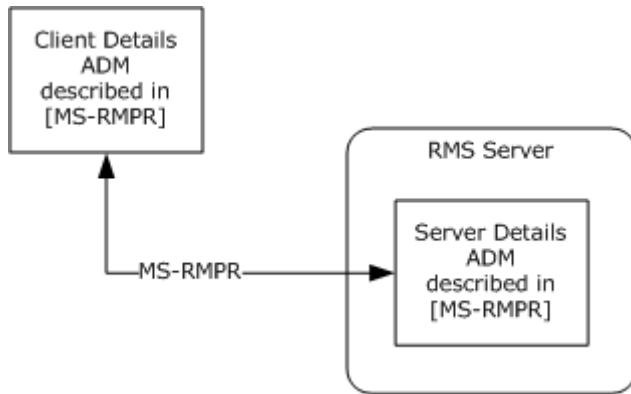 Client Details
ADM
described in
[MS-RMPR]
RMS Server
Server Details
ADM
described in
[MS-RMPR]
MS-RMPR